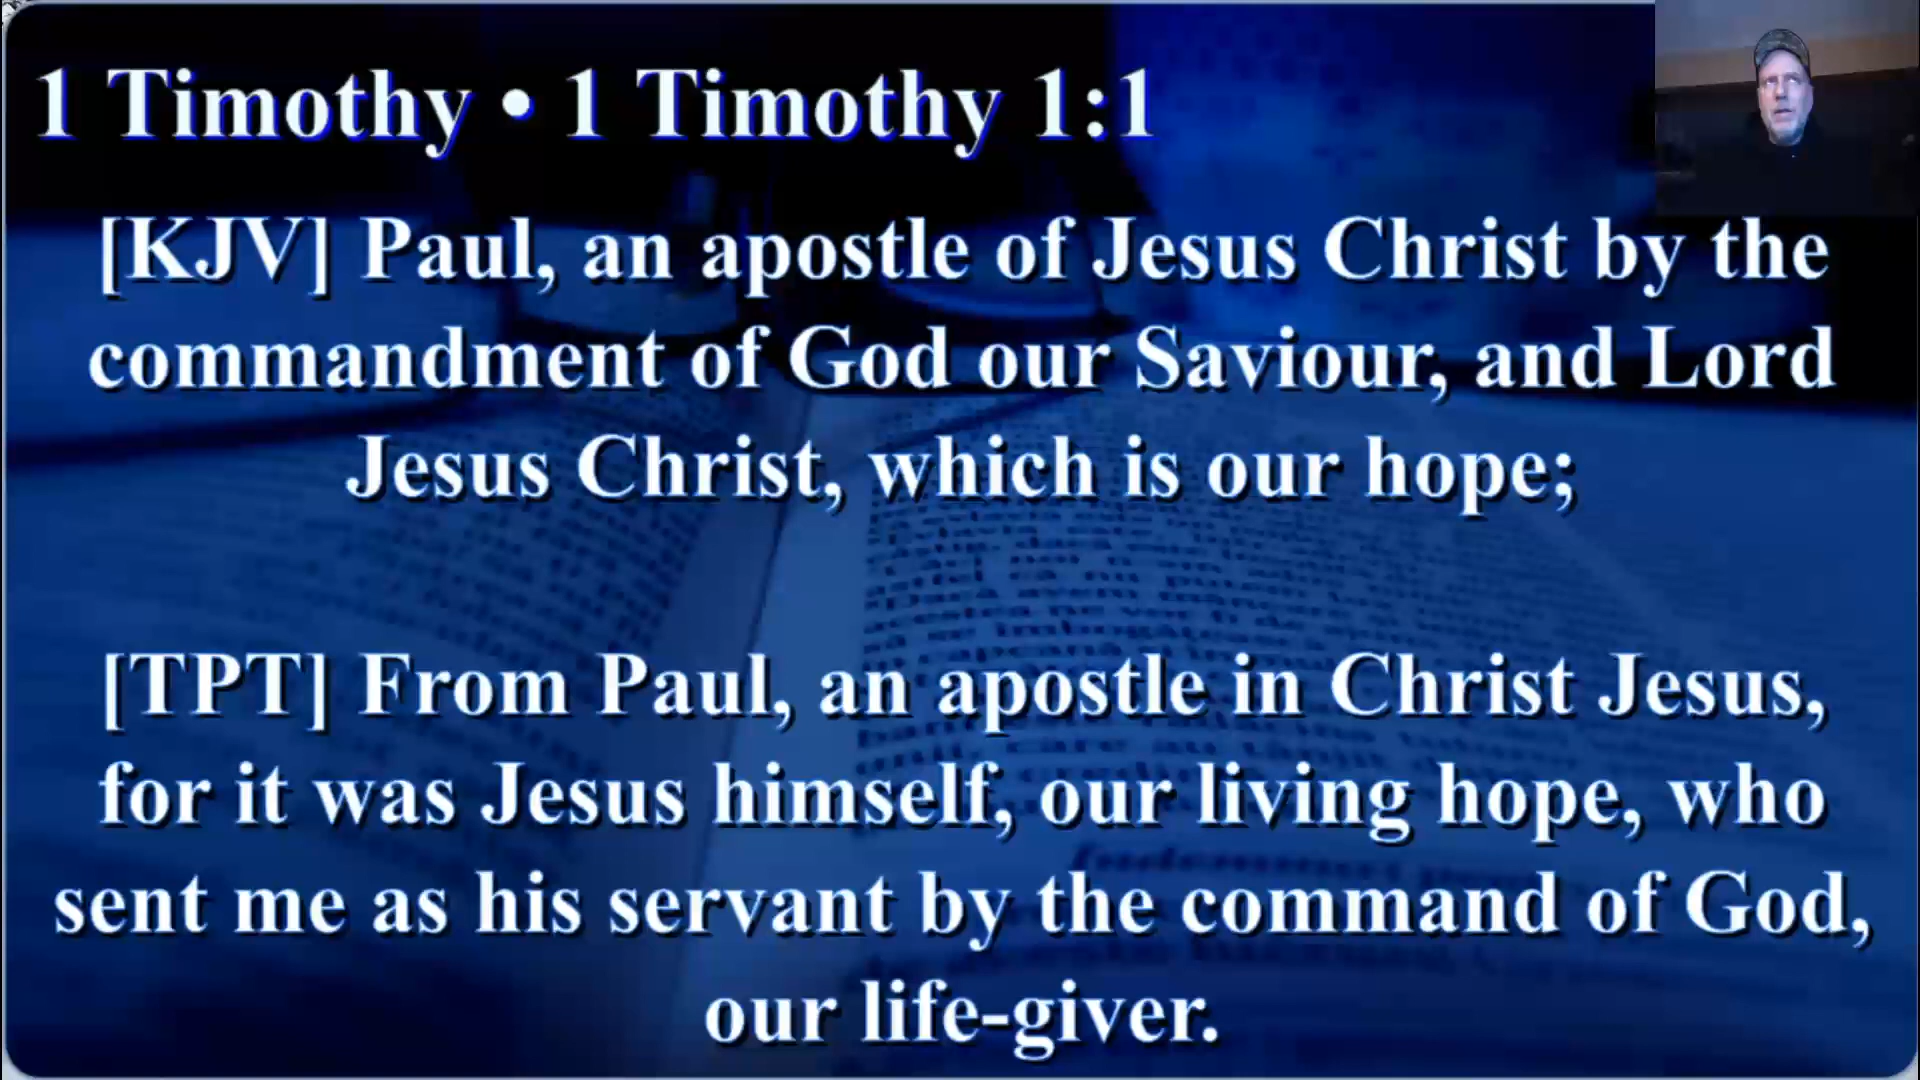 1 Timothy • 1 Timothy 1:1
[KJV] Paul, an apostle of Jesus Christ by the
commandment of God our Saviour, and Lord
Jesus Christ, which is our hope;
[TPT] From Paul, an apostle in Christ Jesus,
for it was Jesus himself, our living hope, who
sent me as his servant by the command of God,
our life-giver.